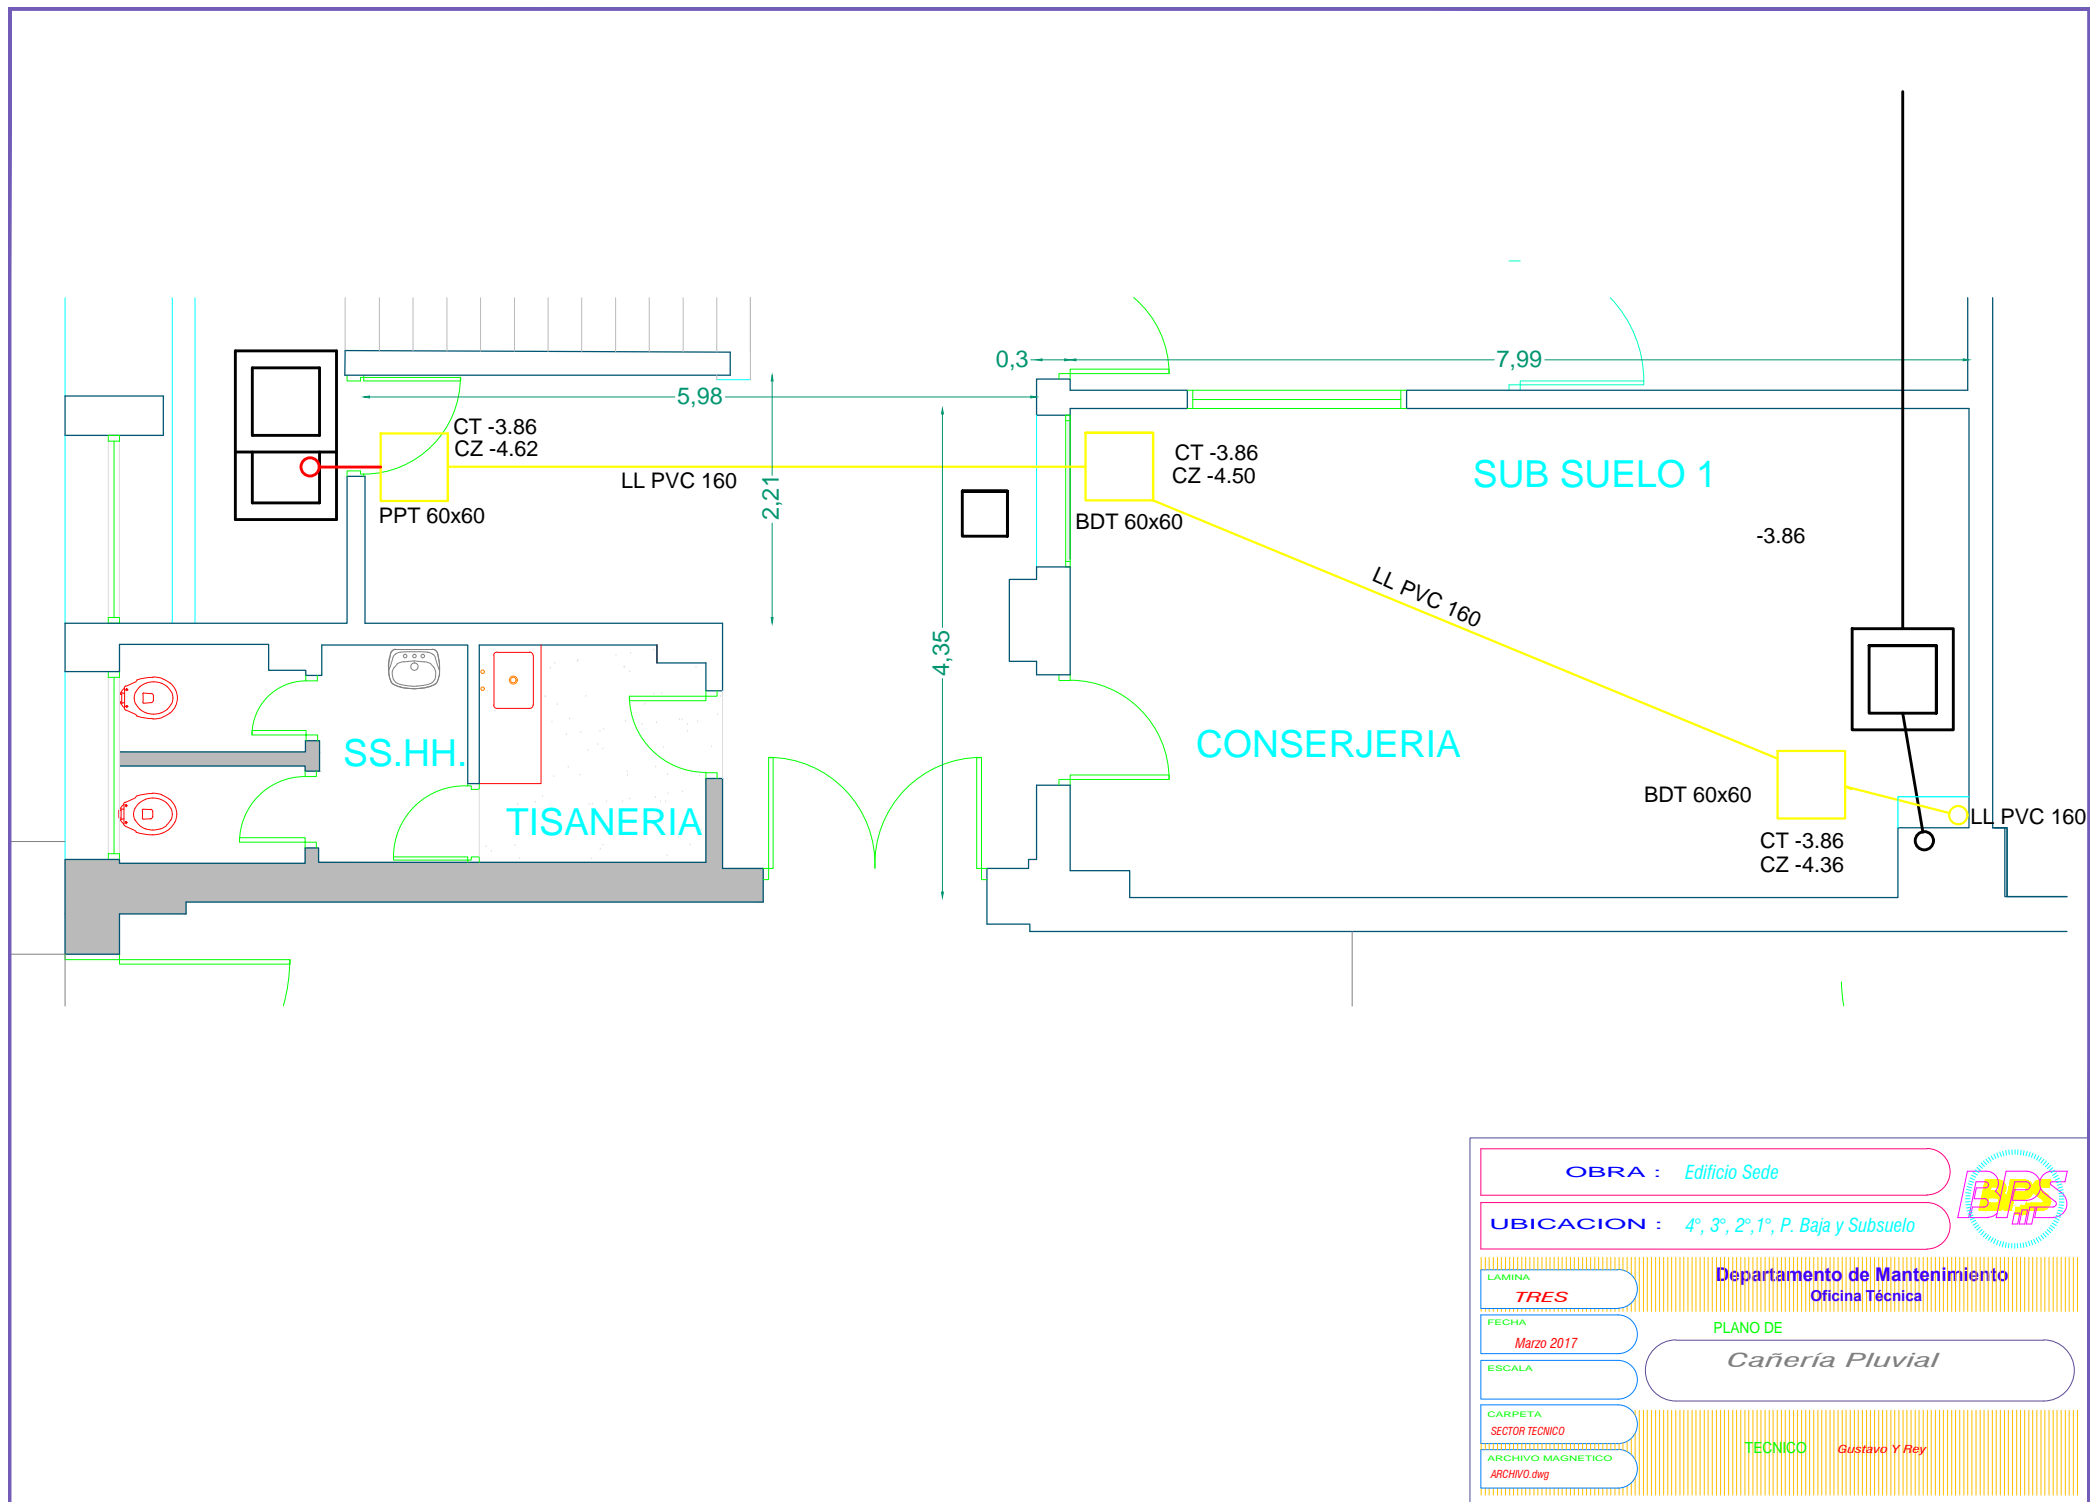 0,3
7,99
5,98
CT -3.86
CZ -4.62
LL PVC 160
PPT 60x60
2,21
CT -3.86
CZ -4.50
BDT 60x60
SUB SUELO 1
-3.86
LL PVC 160
4,35
SS.HH.
TISANERIA
CONSERJERIA
BDT 60x60
LL PVC 160
CT -3.86
CZ -4.36
OBRA : Edificio Sede
BPS
UBICACION : 4°, 3°, 2°,1°, P. Baja y Subsuelo
Departamento de Mantenimiento
Oficina Técnica
LAMINA
TRES
FECHA
Marzo 2017
PLANO DE
Cañería Pluvial
ESCALA
CARPETA
SECTOR TECNICO
TECNICO Gustavo Y Rey
ARCHIVO MAGNETICO
ARCHIVO.dwg